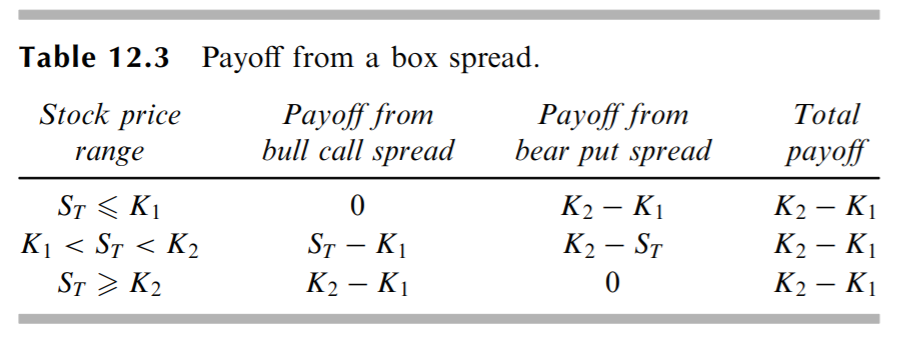 Table 12.3 Payoff from a box spread.
Stock price range Payoff from bull call spread Payoff from bear put spread Total payoff
S_T ⩽ K_1 0 K_2 − K_1 K_2 − K_1
K_1 < S_T < K_2 S_T − K_1 K_2 − S_T K_2 − K_1
S_T ⩾ K_2 K_2 − K_1 0 K_2 − K_1